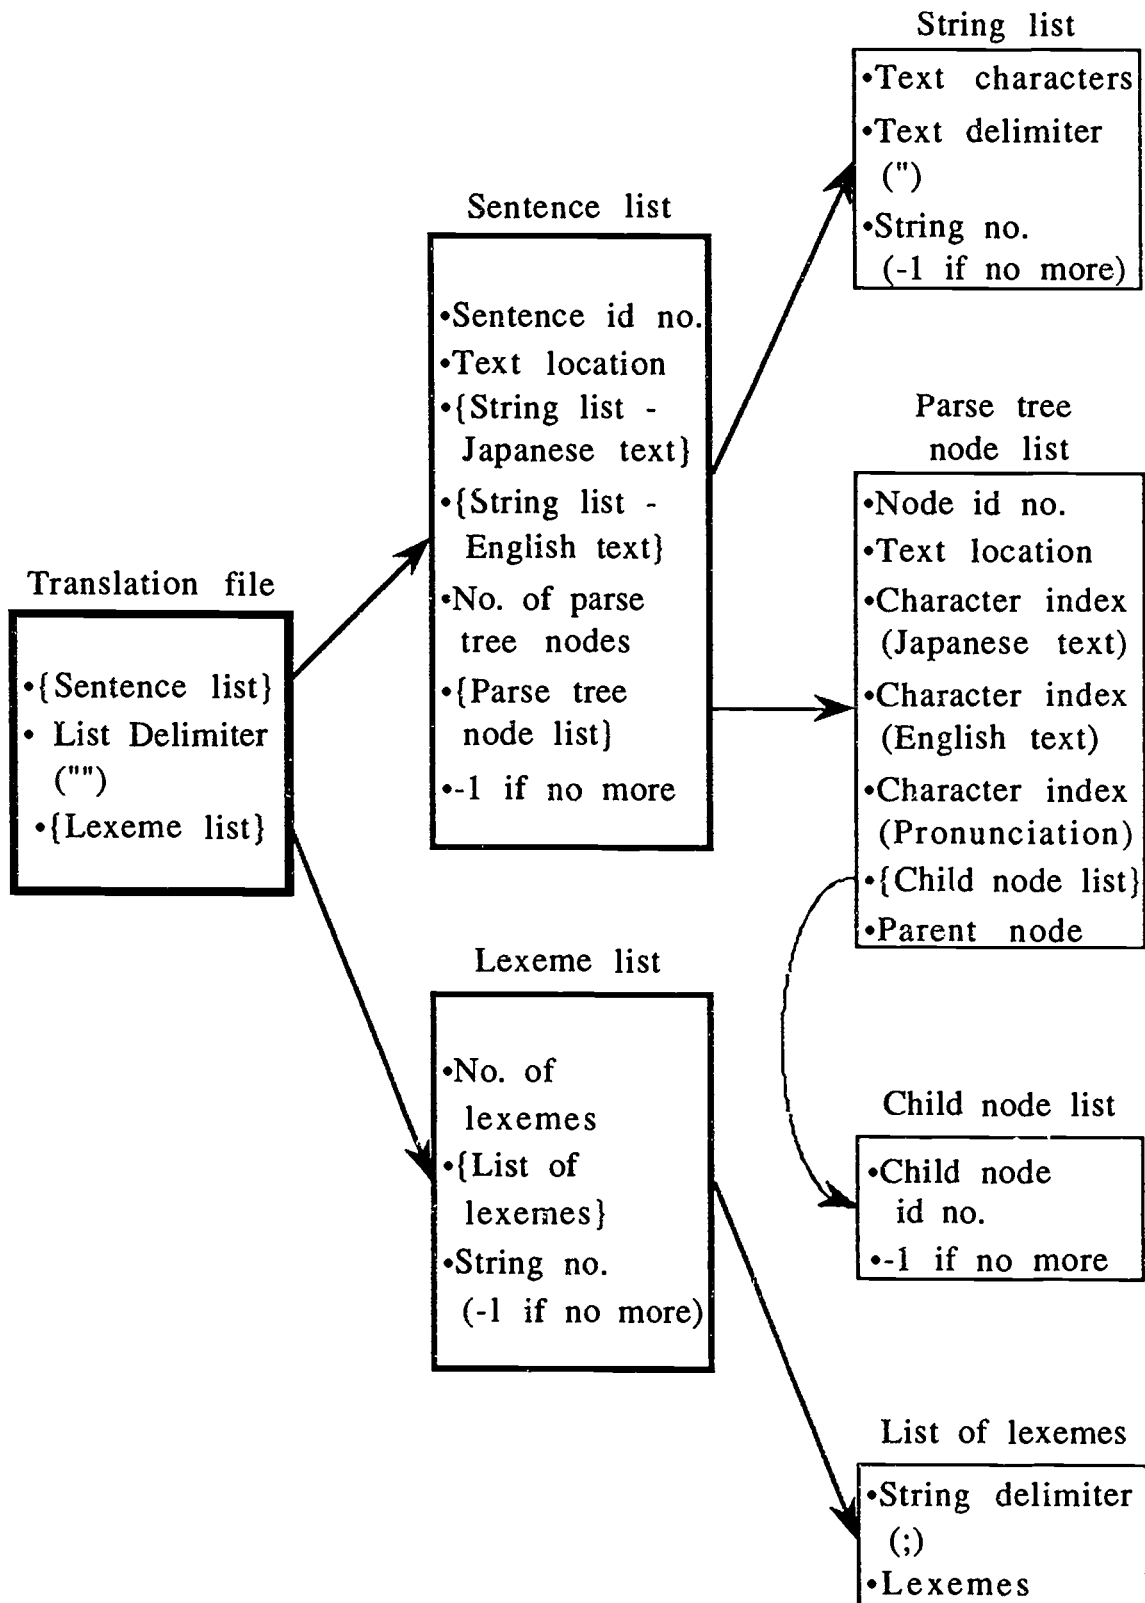 String list
•Text characters
•Text delimiter
(")
•String no.
(-1 if no more)
Sentence list
•Sentence id no.
•Text location
•{String list -
Japanese text}
•{String list -
English text}
•No. of parse
tree nodes
•{Parse tree
node list}
•-1 if no more
Parse tree
node list
•Node id no.
•Text location
•Character index
(Japanese text)
•Character index
(English text)
•Character index
(Pronunciation)
•{Child node list}
•Parent node
Translation file
•{Sentence list}
• List Delimiter
("")
•{Lexeme list}
Lexeme list
•No. of
lexemes
•{List of
lexemes}
•String no.
(-1 if no more)
Child node list
•Child node
id no.
•-1 if no more
List of lexemes
•String delimiter
(;)
•Lexemes